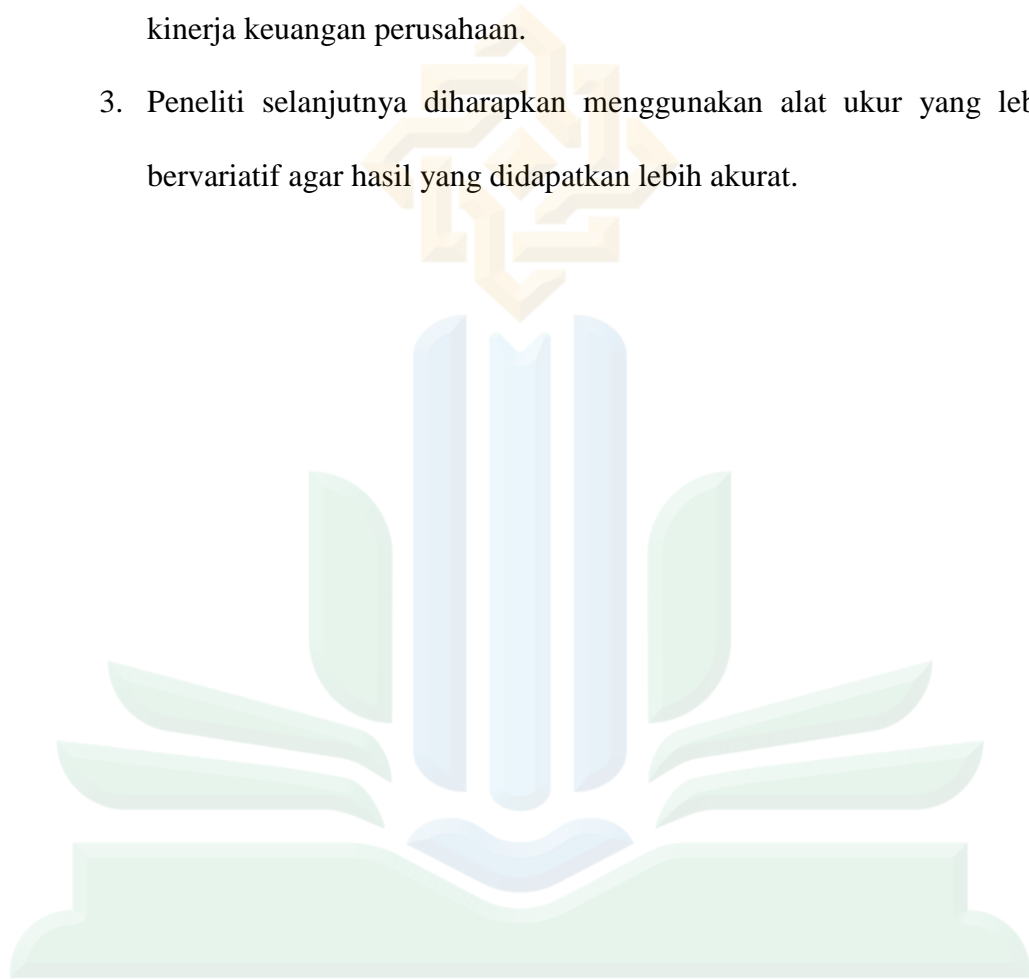 kinerja keuangan perusahaan.
3. Peneliti selanjutnya diharapkan menggunakan alat ukur yang
bervariatif agar hasil yang didapatkan lebih akurat.